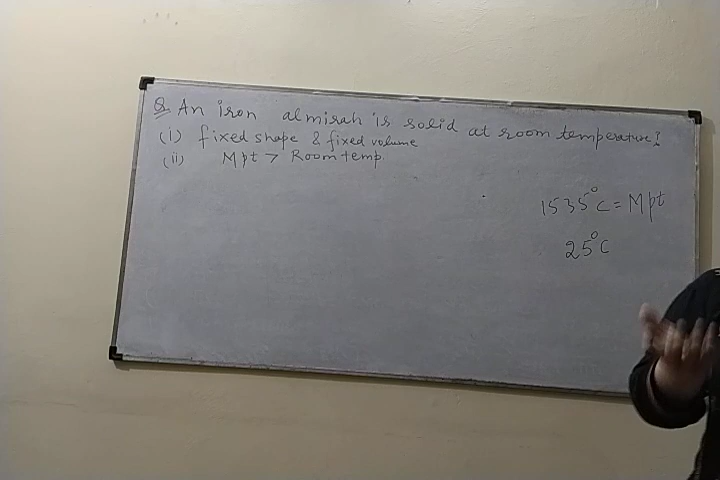 Q. An iron almirah is solid at room temperature?
(i) fixed shape & fixed volume
(ii) Mpt > Room temp.
1535°C = Mpt
25°C